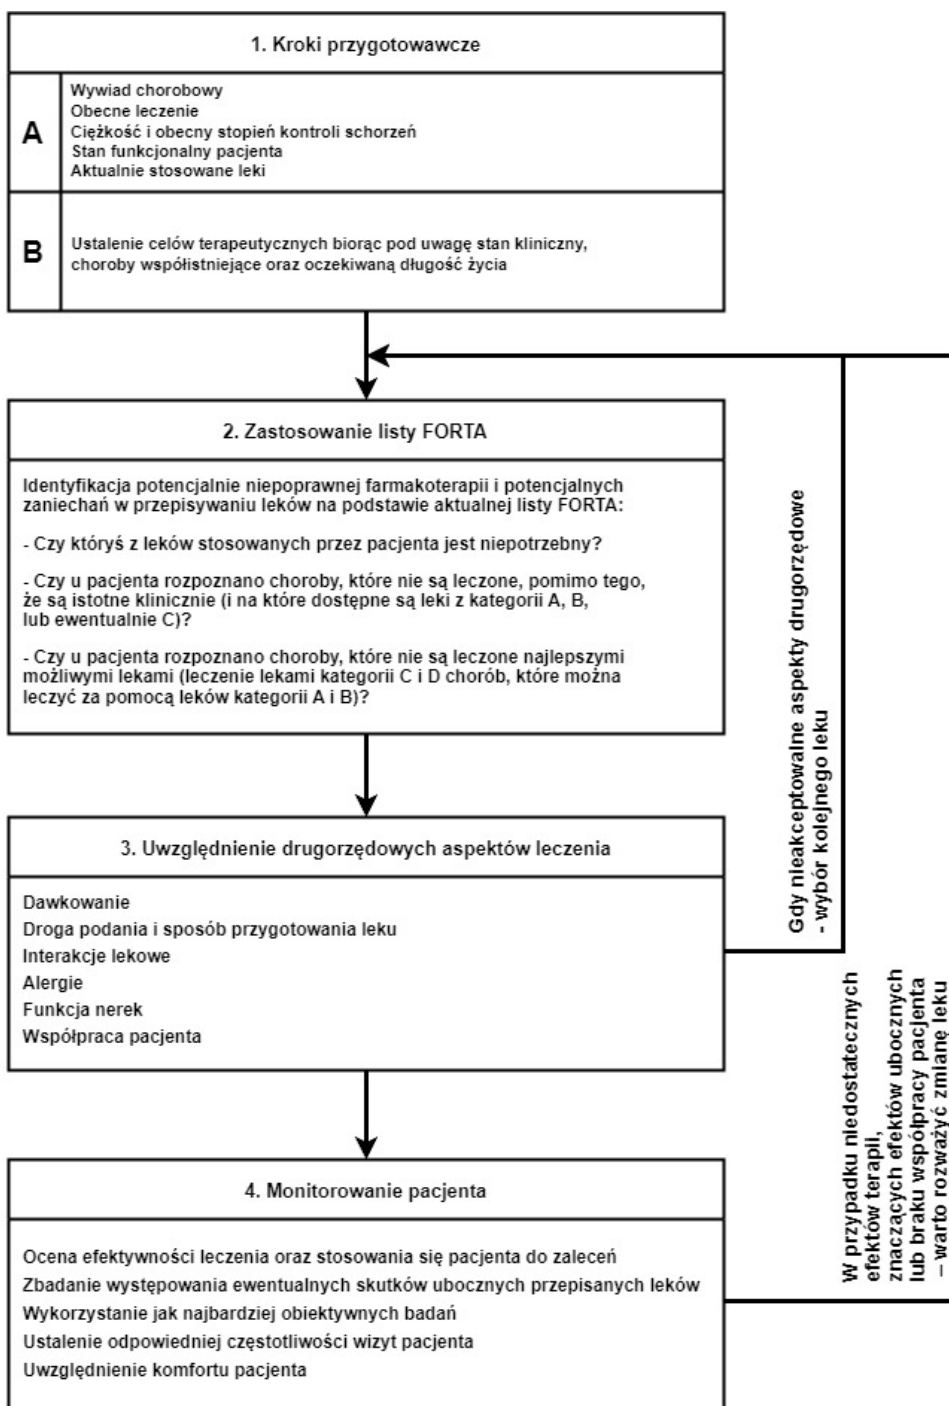 1. Kroki przygotowawcze
A
Wywiad chorobowy
Obecne leczenie
Ciężkość i obecny stopień kontroli schorzeń
Stan funkcjonalny pacjenta
Aktualnie stosowane leki
B
Ustalenie celów terapeutycznych biorąc pod uwagę stan kliniczny,
choroby współistniejące oraz oczekiwaną długość życia
2. Zastosowanie listy FORTA
Identyfikacja potencjalnie niepoprawnej farmakoterapii i potencjalnych
zaniechań w przepisywaniu leków na podstawie aktualnej listy FORTA:
- Czy któryś z leków stosowanych przez pacjenta jest niepotrzebny?
- Czy u pacjenta rozpoznano choroby, które nie są leczone, pomimo tego,
że są istotne klinicznie (i na które dostępne są leki z kategorii A, B,
lub ewentualnie C)?
- Czy u pacjenta rozpoznano choroby, które nie są leczone najlepszymi
możliwymi lekami (leczenie lekami kategorii C i D chorób, które można
leczyć za pomocą leków kategorii A i B)?
3. Uwzględnienie drugorzędowych aspektów leczenia
Dawkowanie
Droga podania i sposób przygotowania leku
Interakcje lekowe
Alergie
Funkcja nerek
Współpraca pacjenta
Gdy nieakceptowalne aspekty drugorzędowe
- wybór kolejnego leku
4. Monitorowanie pacjenta
Ocena efektywności leczenia oraz stosowania się pacjenta do zaleceń
Zbadanie występowania ewentualnych skutków ubocznych przepisanych leków
Wykorzystanie jak najbardziej obiektywnych badań
Ustalenie odpowiedniej częstotliwości wizyt pacjenta
Uwzględnienie komfortu pacjenta
W przypadku niedostatecznych
efektów terapii,
znaczących efektów ubocznych
lub braku współpracy pacjenta
– warto rozważyć zmianę leku